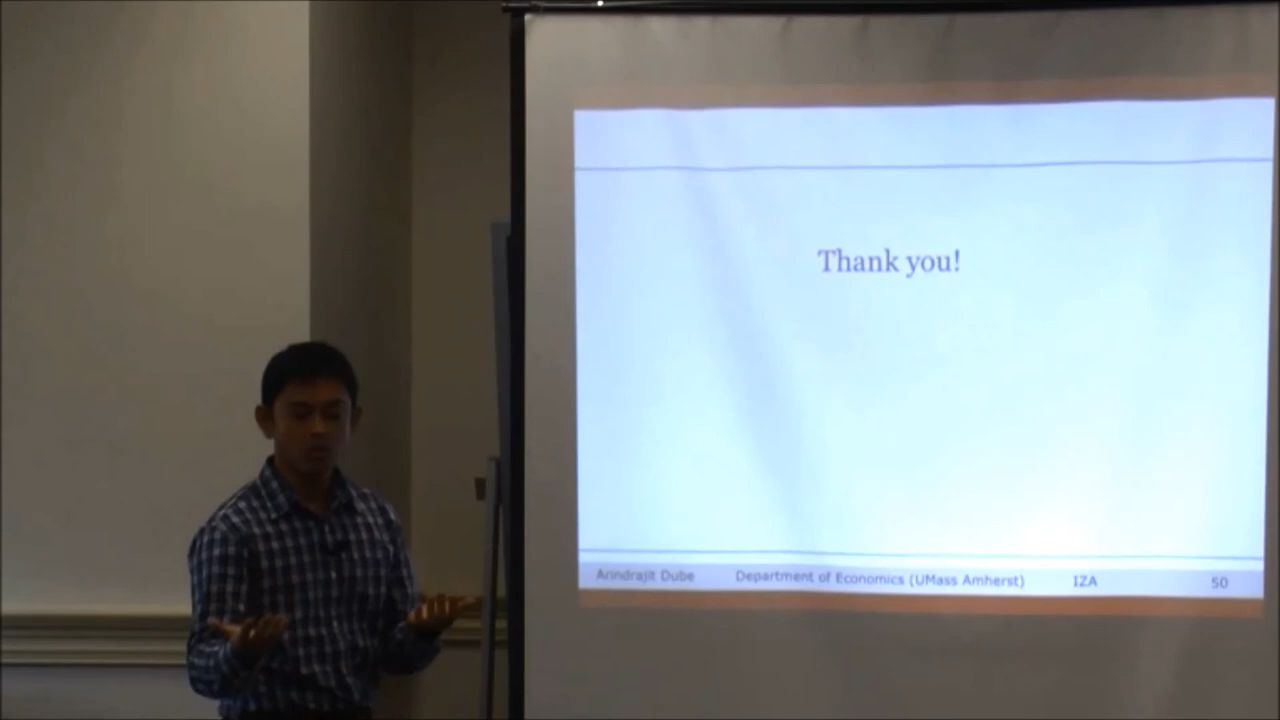 Thank you!
Arindrajit Dube Department of Economics (UMass Amherst) IZA 50